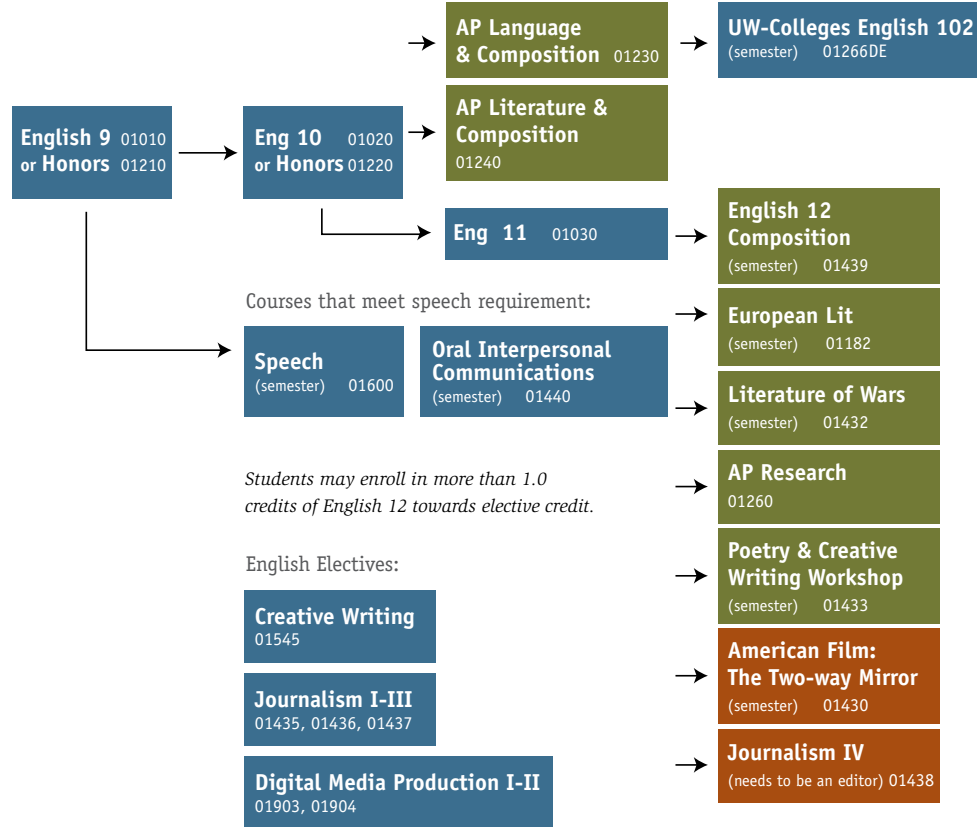 AP Language
& Composition 01230
UW-Colleges English 102
(semester) 01266DE
AP Literature &
Composition
01240
English 9 01010
or Honors 01210
Eng 10 01020
or Honors 01220
Eng 11 01030
English 12
Composition
(semester) 01439
Courses that meet speech requirement:
Speech
(semester) 01600
Oral Interpersonal
Communications
(semester) 01440
European Lit
(semester) 01182
Literature of Wars
(semester) 01432
Students may enroll in more than 1.0
credits of English 12 towards elective credit.
AP Research
01260
Poetry & Creative
Writing Workshop
(semester) 01433
English Electives:
Creative Writing
01545
Journalism I-III
01435, 01436, 01437
Digital Media Production I-II
01903, 01904
American Film:
The Two-way Mirror
(semester) 01430
Journalism IV
(needs to be an editor) 01438